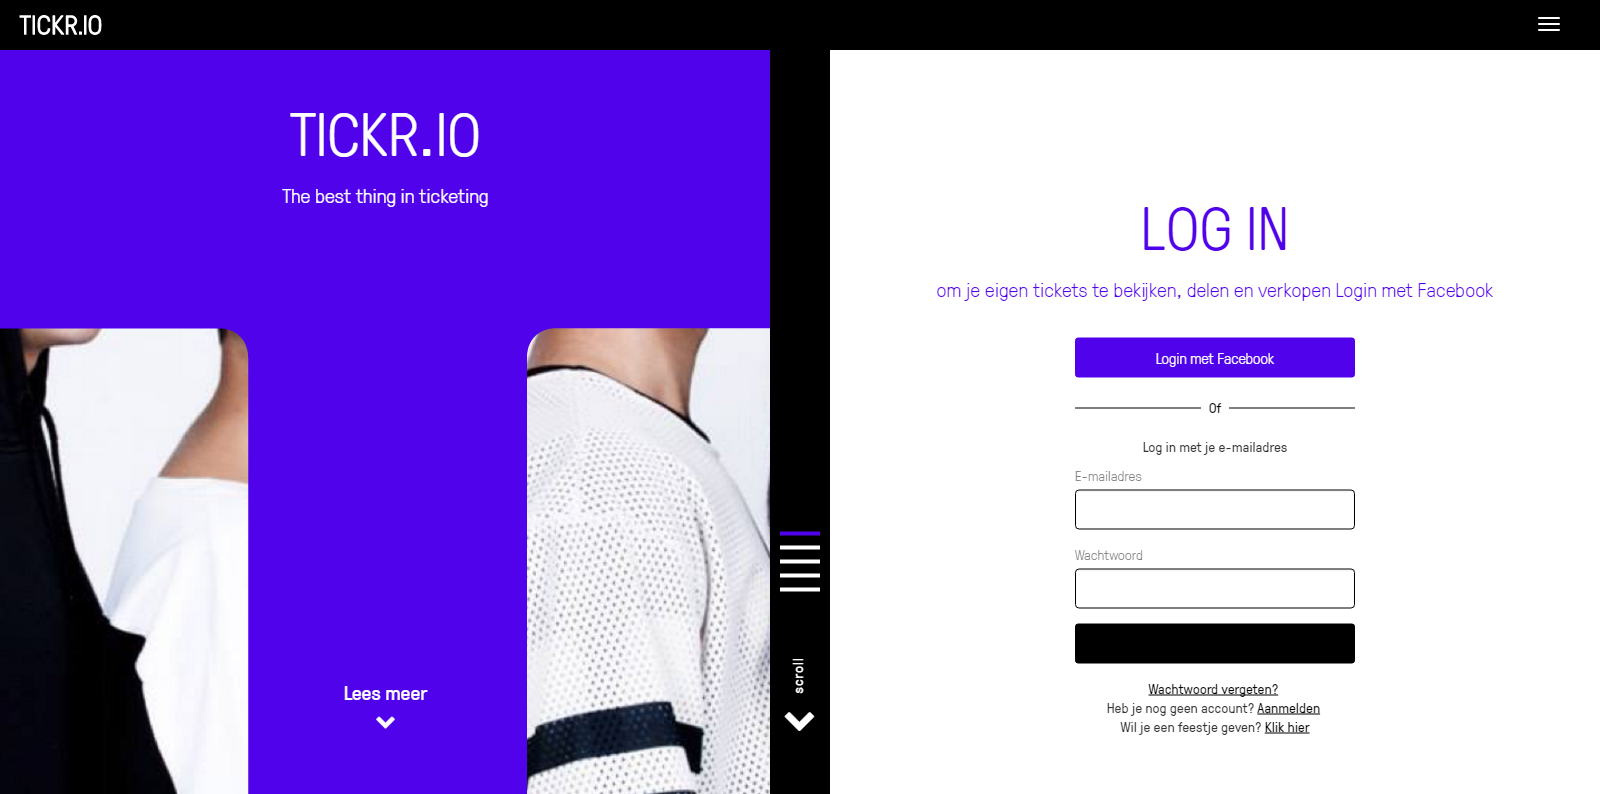 TICKR.IO
TICKR.IO
The best thing in ticketing
Lees meer
scroll
LOG IN
om je eigen tickets te bekijken, delen en verkopen Login met Facebook
Login met Facebook
Of
Log in met je e-mailadres
E-mailadres
Wachtwoord
Wachtwoord vergeten?
Heb je nog geen account? Aanmelden
Wil je een feestje geven? Klik hier